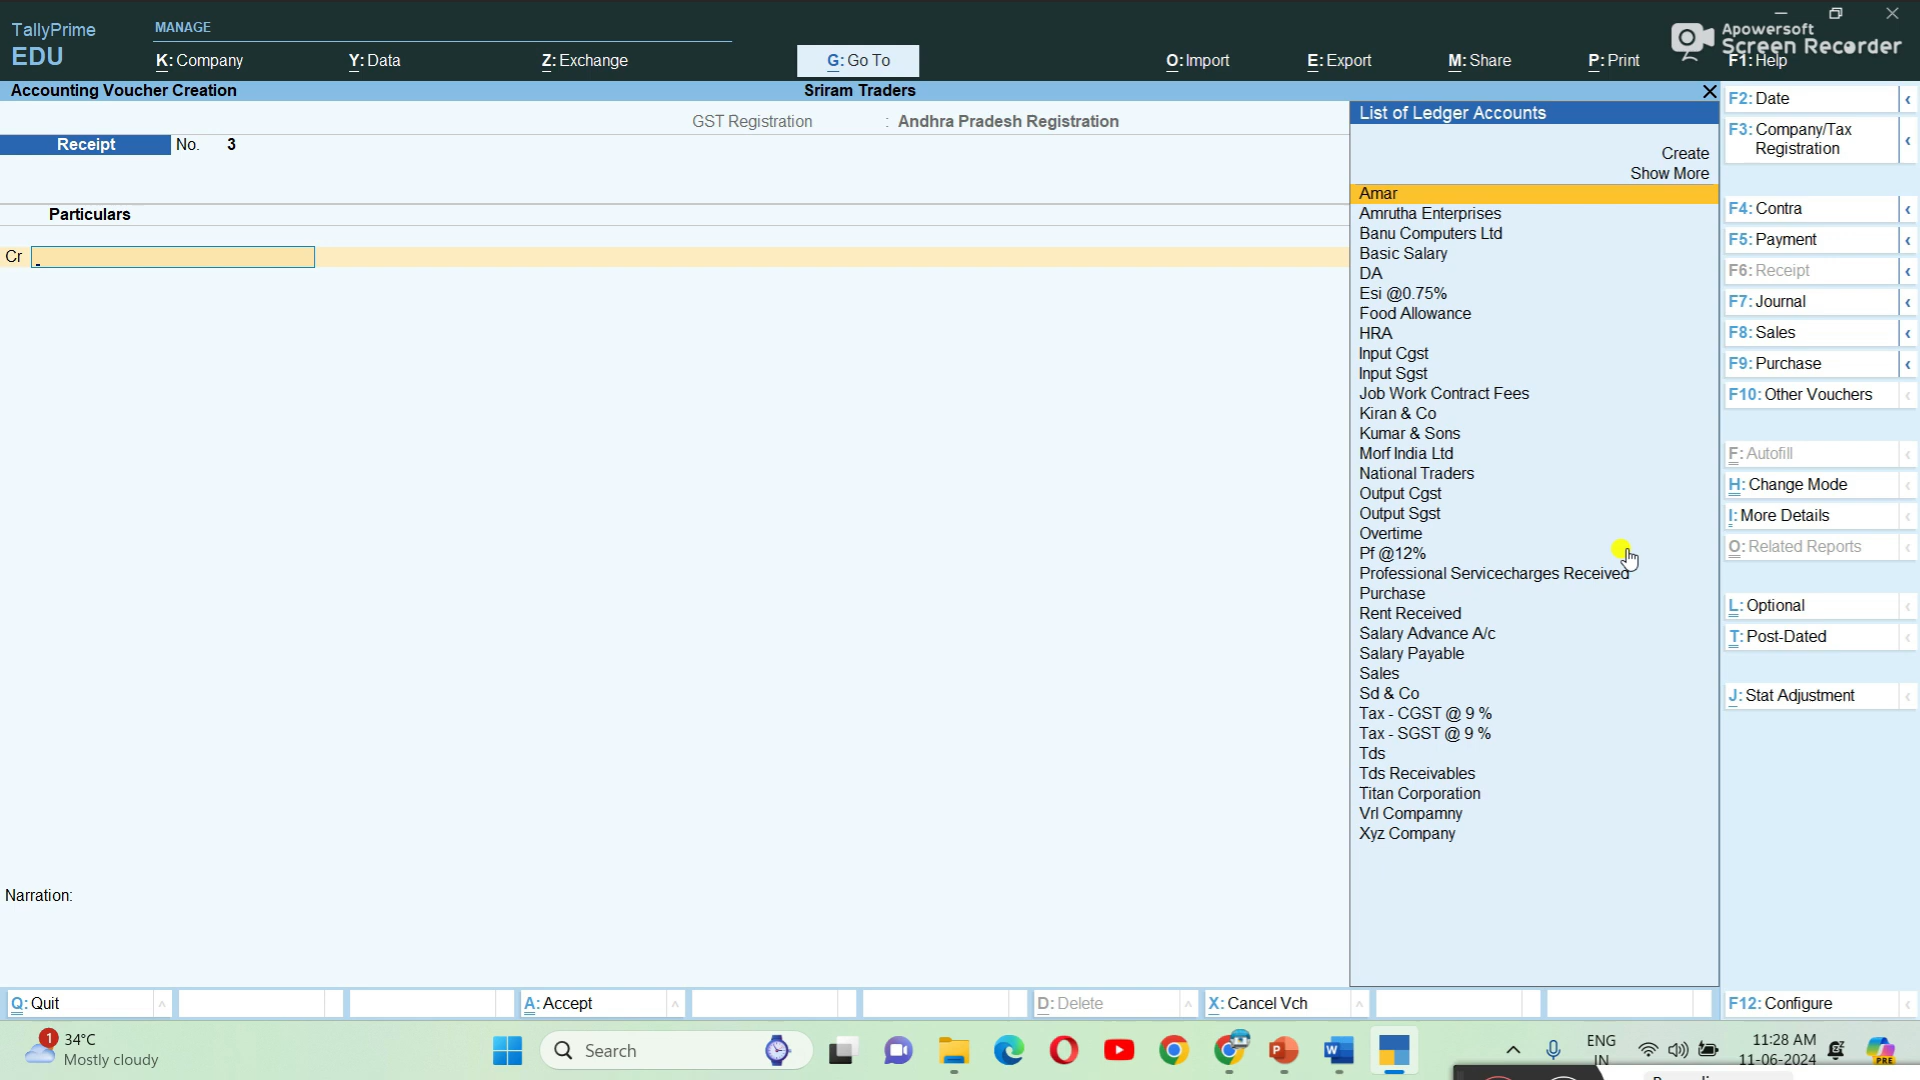 TallyPrime
EDU
MANAGE
K: Company
Y: Data
Z: Exchange
G: Go To
O: Import
E: Export
M: Share
P: Print
F1: Help
Apowersoft
Screen Recorder
Accounting Voucher Creation
Sriram Traders
GST Registration : Andhra Pradesh Registration
Receipt No. 3
Particulars
Cr
Narration:
List of Ledger Accounts
Create
Show More
Amar
Amrutha Enterprises
Banu Computers Ltd
Basic Salary
DA
Esi @0.75%
Food Allowance
HRA
Input Cgst
Input Sgst
Job Work Contract Fees
Kiran & Co
Kumar & Sons
Morf India Ltd
National Traders
Output Cgst
Output Sgst
Overtime
Pf @12%
Professional Servicecharges Received
Purchase
Rent Received
Salary Advance A/c
Salary Payable
Sales
Sd & Co
Tax - CGST @ 9 %
Tax - SGST @ 9 %
Tds
Tds Receivables
Titan Corporation
Vrl Compamny
Xyz Company
F2: Date
F3: Company/Tax
Registration
F4: Contra
F5: Payment
F6: Receipt
F7: Journal
F8: Sales
F9: Purchase
F10: Other Vouchers
F: Autofill
H: Change Mode
I: More Details
O: Related Reports
L: Optional
T: Post-Dated
J: Stat Adjustment
F12: Configure
Q: Quit
A: Accept
D: Delete
X: Cancel Vch
1
34°C
Mostly cloudy
Search
ENG
IN
11:28 AM
11-06-2024
PRE